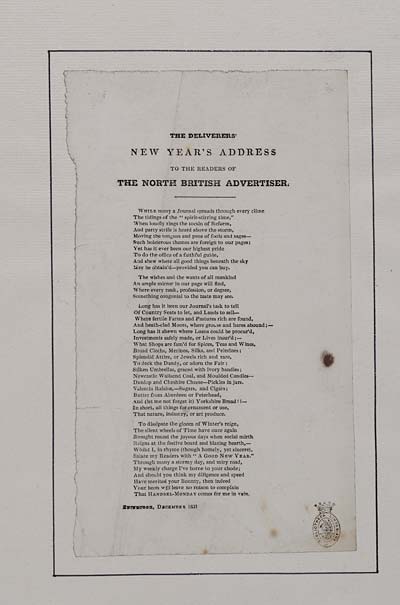 THE DELIVERERS'
NEW YEAR'S ADDRESS
TO THE READERS OF
THE NORTH BRITISH ADVERTISER.
WHILE many a Journal spreads through every clime
The tidings of the "spirit-stirring time,"
When loudly rings the tocsin of Reform,
And party strife is heard above the storm,
Moving the tongues and pens of fools and sages—
Such boisterous themes are foreign to our pages:
Yet has it ever been our highest pride
To do the office of a faithful guide,
And shew where all good things beneath the sky
May be obtain'd—provided you can buy.
The wishes and the wants of all mankind
An ample mirror in our page will find,
Where every rank, profession, or degree,
Something congenial to the taste may see.
Long has it been our Journal's task to tell
Of Country Seats to let, and Lands to sell—
Where fertile Farms and Pastures rich are found,
And heath-clad Moors, where grouse and hares abound;—
Long has it shewn where Loans could be procur'd,
Investments safely made, or Lives insur'd;—
What Shops are fam'd for Spices, Teas and Wines,
Broad Cloths, Merinos, Silks, and Pelerines;
Splendid Attire, or Jewels rich and rare,
To deck the Dandy, or adorn the Fair:
Silken Umbrellas, graced with Ivory handles;
Newcastle Wallsend Coal, and Moulded Candles—
Dunlop and Cheshire Cheese—Pickles in jars.
Valencia Raisins,—Sugars, and Cigars;
Butter from Aberdeen or Peterhead,
And (let me not forget it) Yorkshire Bread!!—
In short, all things for ornament or use,
That nature, industry, or art produce.
To dissipate the gloom of Winter's reign,
The silent wheels of Time have once again
Brought round the joyous days when social mirth
Reigns at the festive board and blazing hearth,—
Whilst I, in rhyme (though homely, yet sincere),
Salute my Readers with "A GOOD NEW YEAR."
Through many a stormy day, and miry road,
My weekly charge I've borne to your abode;
And should you think my diligence and speed
Have merited your Bounty, then indeed
Your bard will leave no reason to complain
That HANDSEL-MONDAY comes for me in vain.
EDINBURGH, DECEMBER